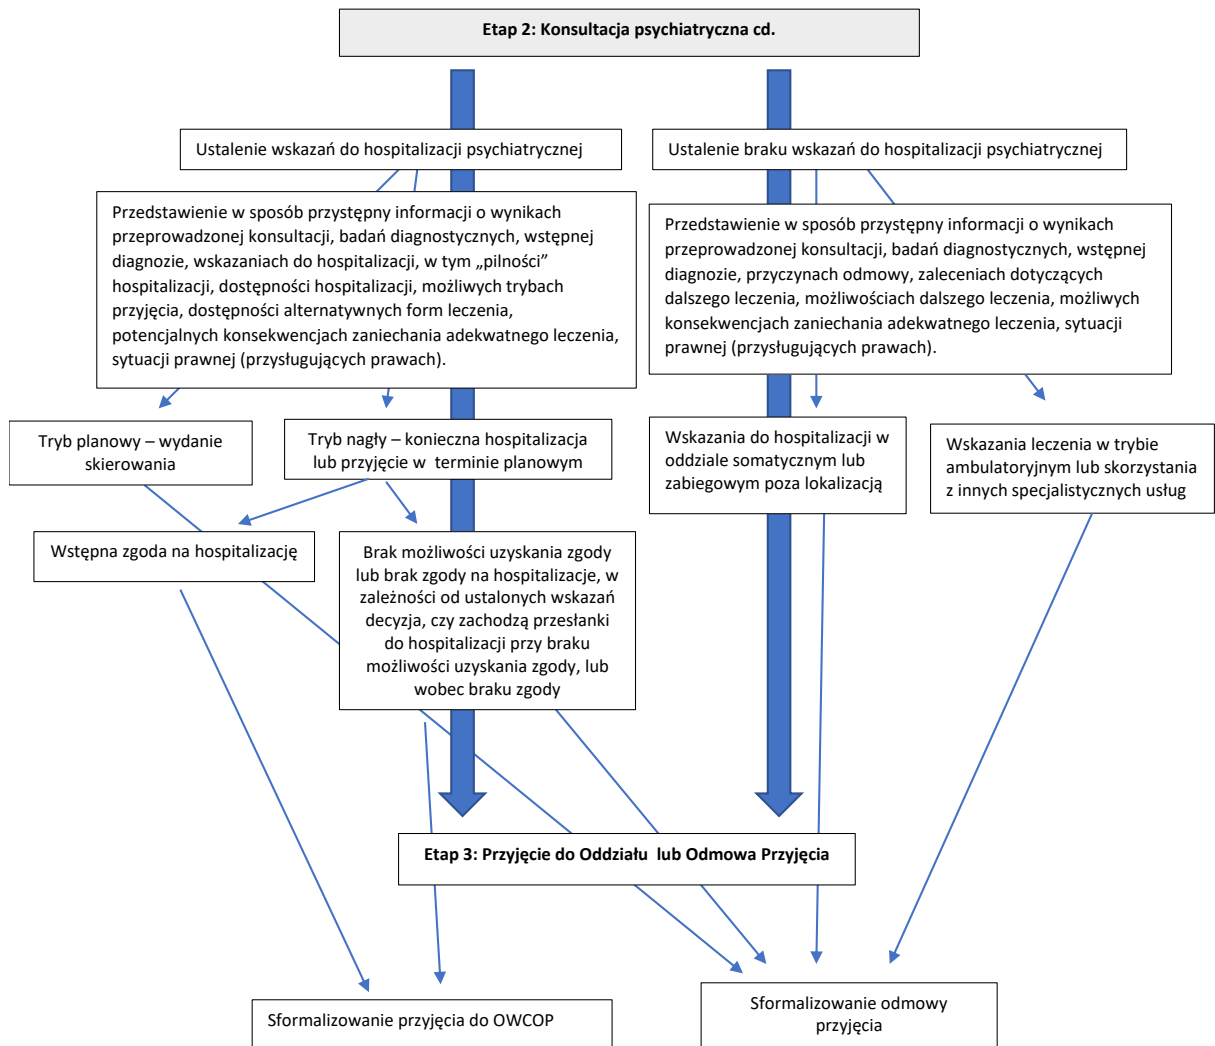 Etap 2: Konsultacja psychiatryczna cd.
Ustalenie wskazań do hospitalizacji psychiatrycznej
Ustalenie braku wskazań do hospitalizacji psychiatrycznej
Przedstawienie w sposób przystępny informacji o wynikach
przeprowadzonej konsultacji, badań diagnostycznych, wstępnej
diagnozie, wskazaniach do hospitalizacji, w tym „pilności”
hospitalizacji, dostępności hospitalizacji, możliwych trybach
przyjęcia, dostępności alternatywnych form leczenia,
potencjalnych konsekwencjach zaniechania adekwatnego leczenia,
sytuacji prawnej (przysługujących prawach).
Przedstawienie w sposób przystępny informacji o wynikach
przeprowadzonej konsultacji, badań diagnostycznych, wstępnej
diagnozie, przyczynach odmowy, zaleceniach dotyczących
dalszego leczenia, możliwościach dalszego leczenia, możliwych
konsekwencjach zaniechania adekwatnego leczenia, sytuacji
prawnej (przysługujących prawach).
Tryb planowy – wydanie
skierowania
Tryb nagły – konieczna hospitalizacja
lub przyjęcie w terminie planowym
Wskazania do hospitalizacji w
oddziale somatycznym lub
zabiegowym poza lokalizacją
Wskazania leczenia w trybie
ambulatoryjnym lub skorzystania
z innych specjalistycznych usług
Wstępna zgoda na hospitalizację
Brak możliwości uzyskania zgody
lub brak zgody na hospitalizacje, w
zależności od ustalonych wskazań
decyzja, czy zachodzą przesłanki
do hospitalizacji przy braku
możliwości uzyskania zgody, lub
wobec braku zgody
Etap 3: Przyjęcie do Oddziału lub Odmowa Przyjęcia
Sformalizowanie przyjęcia do OWCOP
Sformalizowanie odmowy
przyjęcia